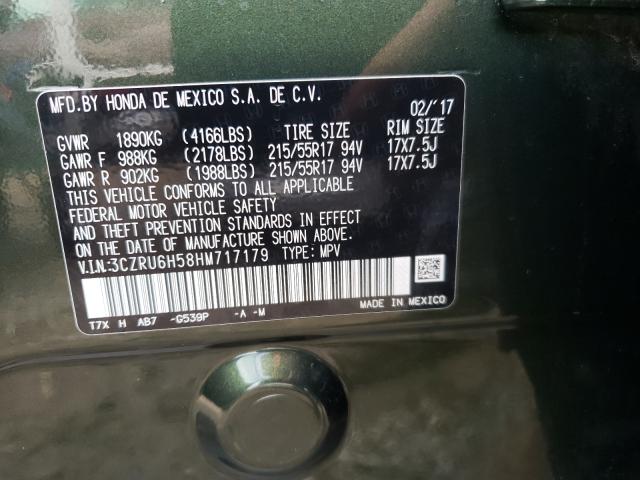 MFD.BY HONDA DE MEXICO S.A. DE C.V.
02/'17
GVWR 1890KG (4166LBS) TIRE SIZE RIM SIZE
GAWR F 988KG (2178LBS) 215/55R17 94V 17X7.5J
GAWR R 902KG (1988LBS) 215/55R17 94V 17X7.5J
THIS VEHICLE CONFORMS TO ALL APPLICABLE
FEDERAL MOTOR VEHICLE SAFETY
AND THEFT PREVENTION STANDARDS IN EFFECT
ON THE DATE OF MANUFACTURE SHOWN ABOVE.
V.I.N:3CZRU6H58HM717179 TYPE: MPV
MADE IN MEXICO
T7X H AB7 -G539P -A -M